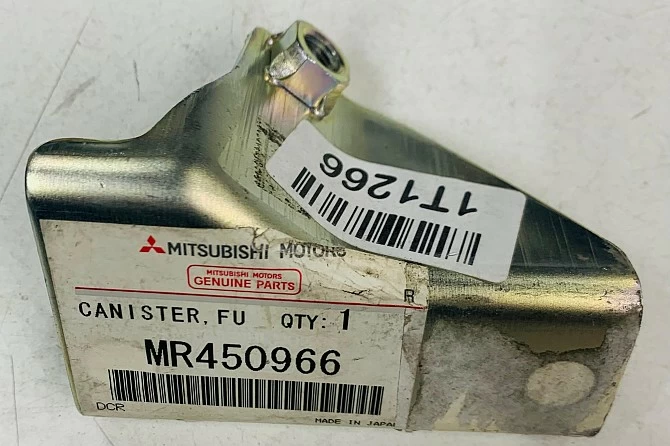 1T1266
MITSUBISHI MOTORS
MITSUBISHI MOTORS
GENUINE PARTS
R
CANISTER, FU QTY: 1
MR450966
DCR
MADE IN JAPAN